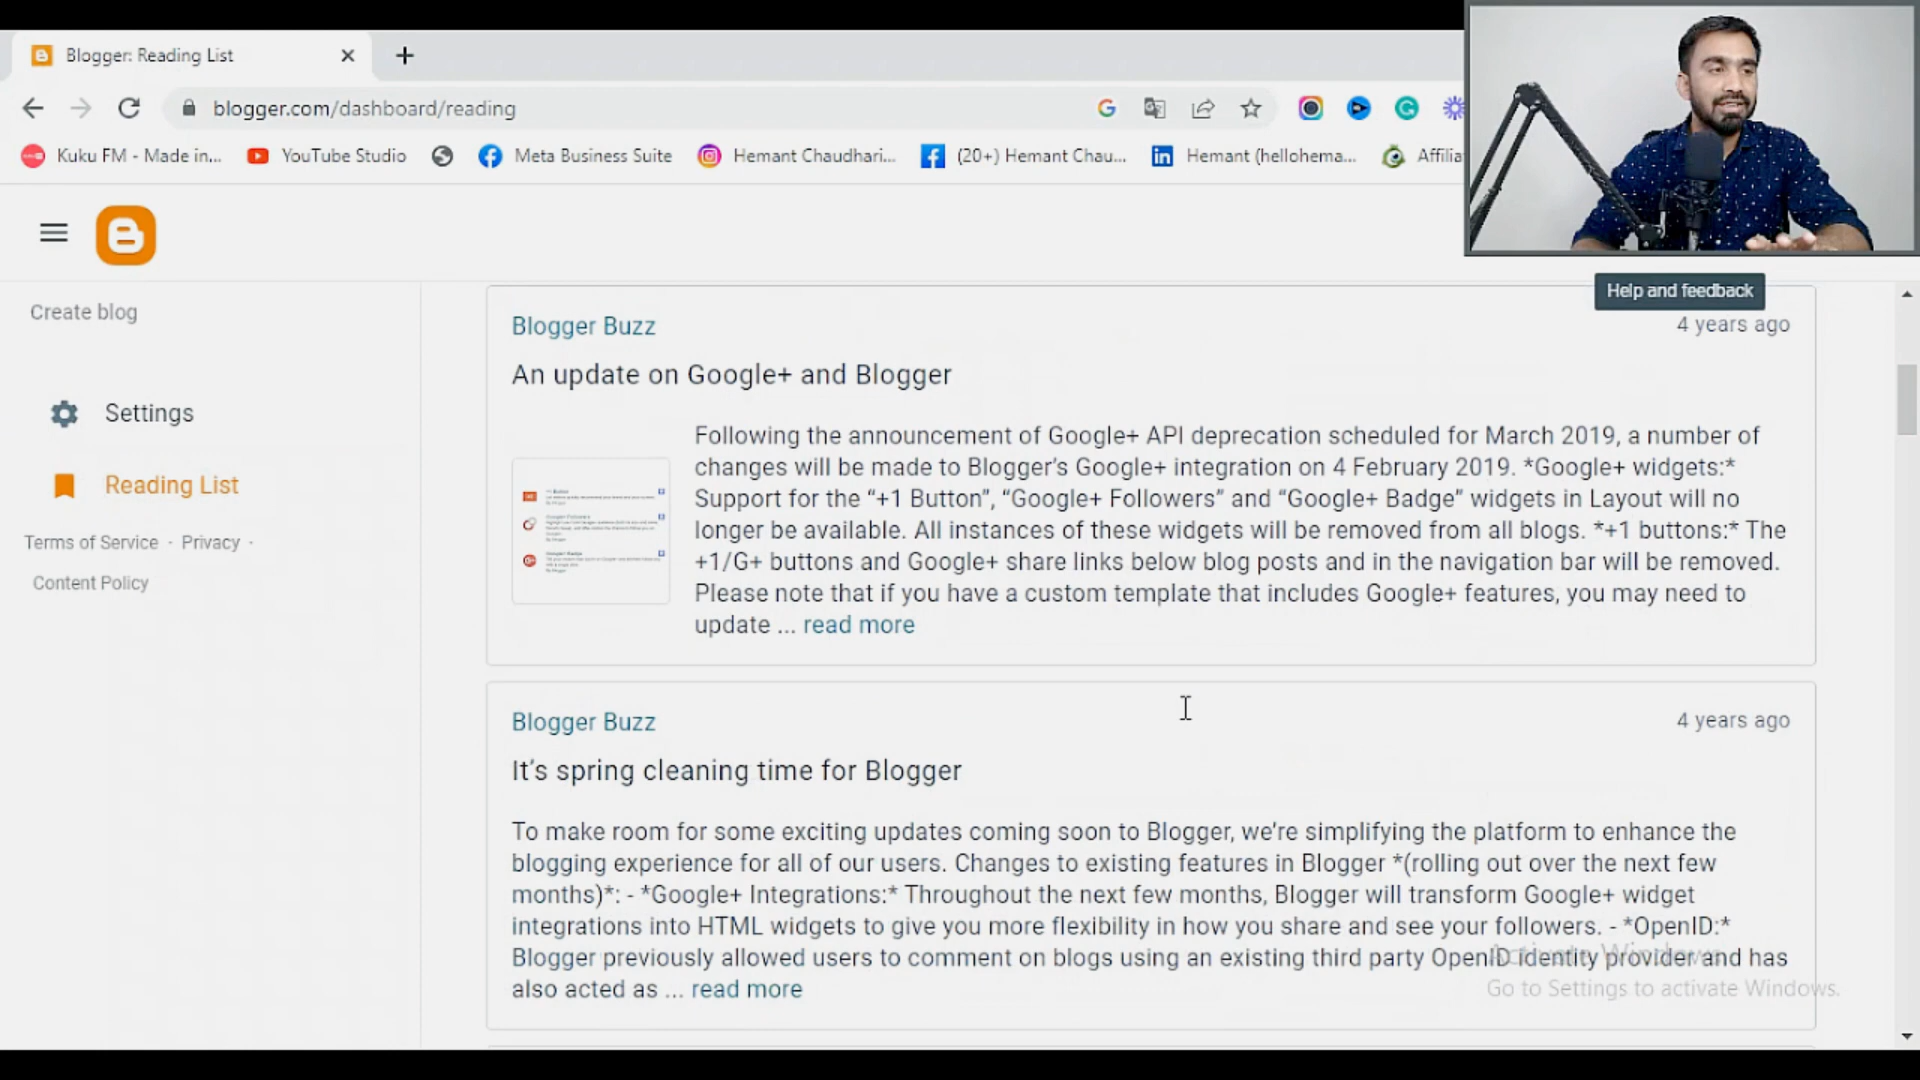 Blogger: Reading List
blogger.com/dashboard/reading
Kuku FM - Made in... YouTube Studio Meta Business Suite Hemant Chaudhari... (20+) Hemant Chau... Hemant (hellohema... Affilia
Help and feedback
Create blog
Settings
Reading List
Terms of Service · Privacy ·
Content Policy
Blogger Buzz
4 years ago
An update on Google+ and Blogger
Following the announcement of Google+ API deprecation scheduled for March 2019, a number of
changes will be made to Blogger’s Google+ integration on 4 February 2019. *Google+ widgets:*
Support for the “+1 Button”, “Google+ Followers” and “Google+ Badge” widgets in Layout will no
longer be available. All instances of these widgets will be removed from all blogs. *+1 buttons:* The
+1/G+ buttons and Google+ share links below blog posts and in the navigation bar will be removed.
Please note that if you have a custom template that includes Google+ features, you may need to
update ... read more
Blogger Buzz
4 years ago
It’s spring cleaning time for Blogger
To make room for some exciting updates coming soon to Blogger, we’re simplifying the platform to enhance the
blogging experience for all of our users. Changes to existing features in Blogger *(rolling out over the next few
months)*: - *Google+ Integrations:* Throughout the next few months, Blogger will transform Google+ widget
integrations into HTML widgets to give you more flexibility in how you share and see your followers. - *OpenID:*
Blogger previously allowed users to comment on blogs using an existing third party OpenID identity provider and has
also acted as ... read more
Activate Windows
Go to Settings to activate Windows.